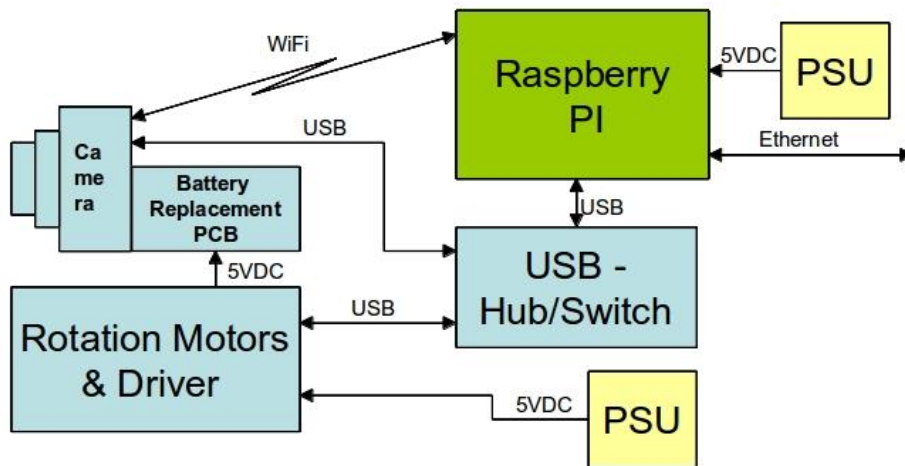 WiFi
Raspberry
PI
5VDC
PSU
Ethernet
USB
Ca
me
ra
Battery
Replacement
PCB
USB
5VDC
USB -
Hub/Switch
USB
Rotation Motors
& Driver
5VDC
PSU